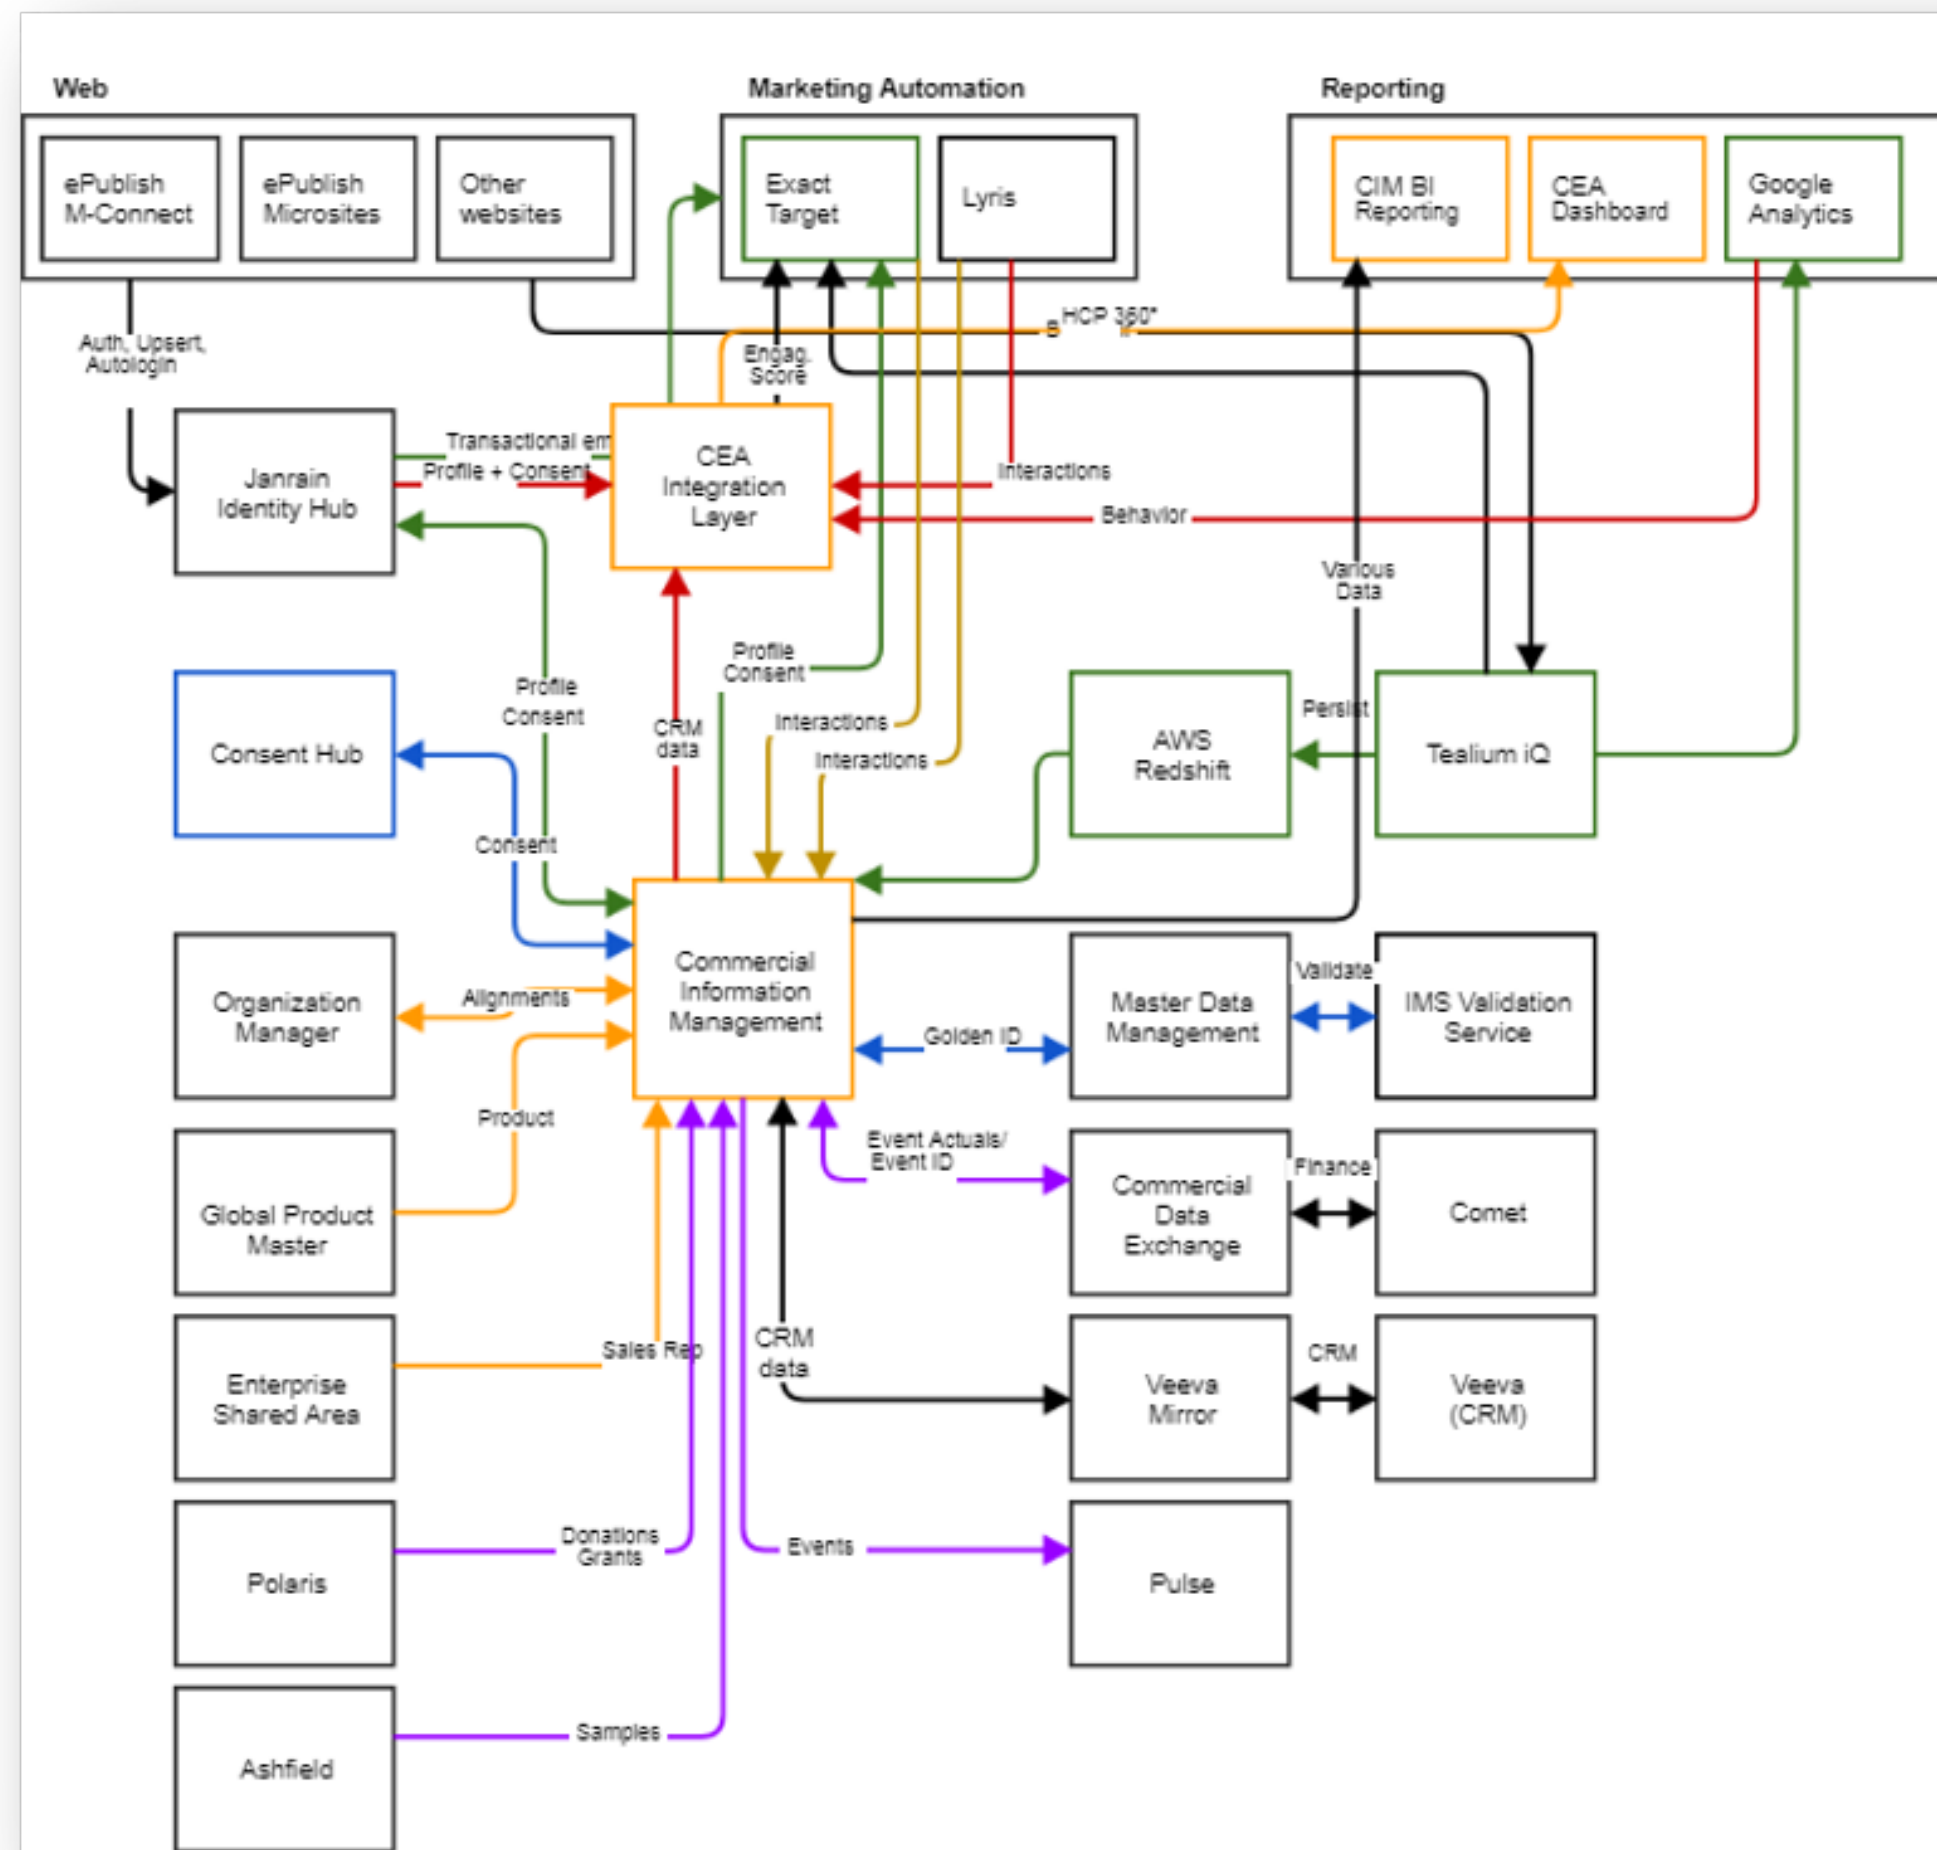 Web
Marketing Automation
Reporting
ePublish
M-Connect
ePublish
Microsites
Other
websites
Exact
Target
Lyris
CIM BI
Reporting
CEA
Dashboard
Google
Analytics
HCP 360°
B
Auth, Upsert,
Autologin
Engag.
Score
Transactional em
Profile + Consent
Janrain
Identity Hub
CEA
Integration
Layer
Interactions
Behavior
Various
Data
Profile
Consent
Profile
Consent
CRM
data
Interactions
Interactions
Consent Hub
AWS
Redshift
Persist
Tealium iQ
Consent
Organization
Manager
Alignments
Commercial
Information
Management
Golden ID
Master Data
Management
Validate
IMS Validation
Service
Product
Global Product
Master
Event Actuals/
Event ID
Commercial
Data
Exchange
Finance
Comet
Enterprise
Shared Area
Sales Rep
CRM
data
Veeva
Mirror
CRM
Veeva
(CRM)
Polaris
Donations
Grants
Events
Pulse
Ashfield
Samples